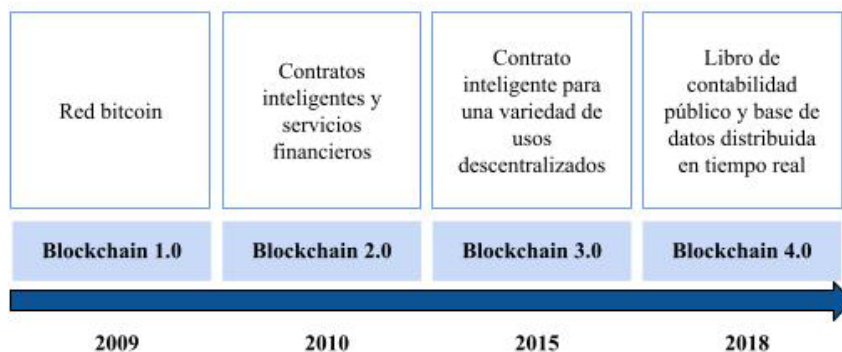 Red bitcoin
Contratos
inteligentes y
servicios
financieros
Contrato
inteligente para
una variedad de
usos
descentralizados
Libro de
contabilidad
público y base de
datos distribuida
en tiempo real
Blockchain 1.0
Blockchain 2.0
Blockchain 3.0
Blockchain 4.0
2009
2010
2015
2018